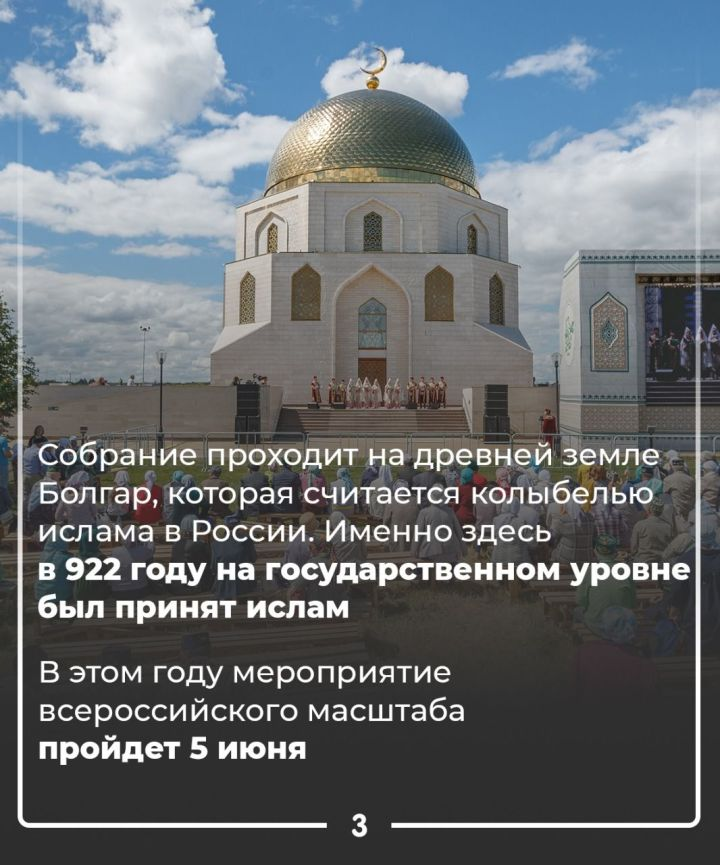 Собрание проходит на древней земле
Болгар, которая считается колыбелью
ислама в России. Именно здесь
в 922 году на государственном уровне
был принят ислам
В этом году мероприятие
всероссийского масштаба
пройдет 5 июня
3